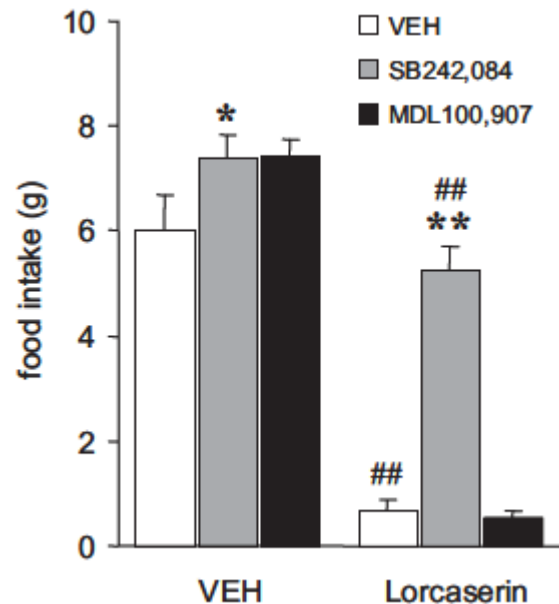 10
8
6
4
2
0
food intake (g)
VEH
SB242,084
MDL100,907
*
##
**
##
VEH
Lorcaserin